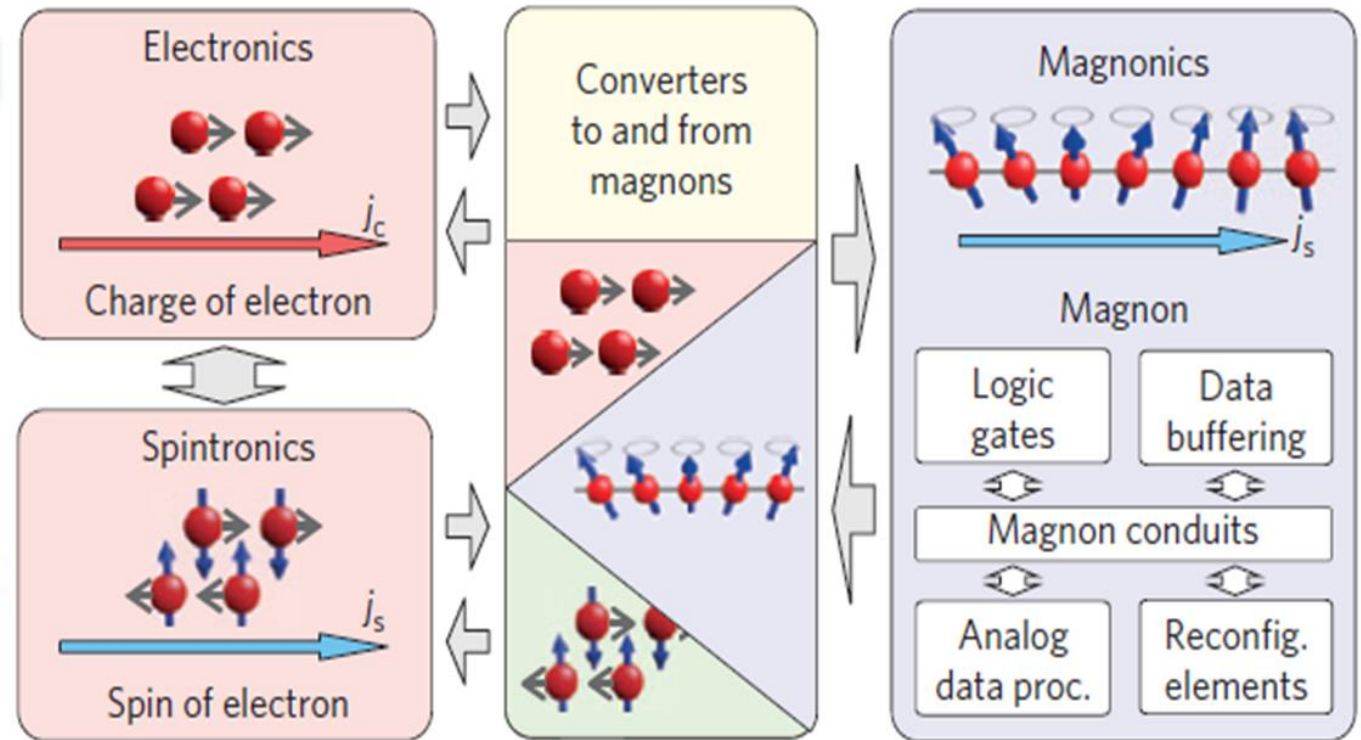 Electronics
j_c
Charge of electron
Spintronics
j_s
Spin of electron
Converters
to and from
magnons
Magnonics
j_s
Magnon
Logic
gates
Data
buffering
Magnon conduits
Analog
data proc.
Reconfig.
elements